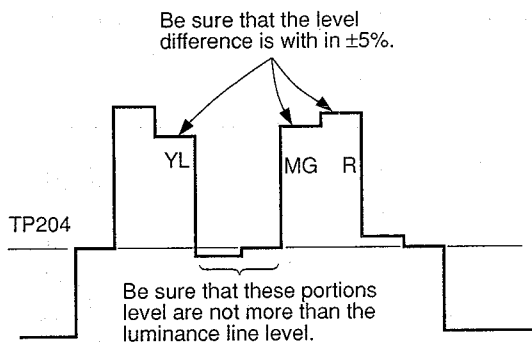 Be sure that the level
difference is with in ±5%.
YL
MG
R
TP204
Be sure that these portions
level are not more than the
luminance line level.